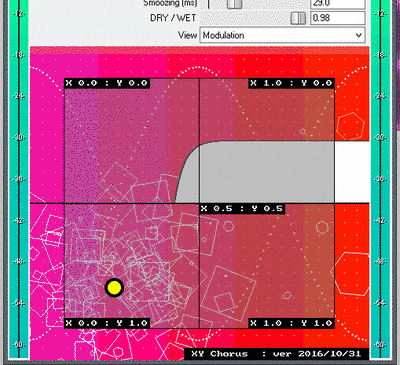 Smoozing (ms) 29.0
DRY / WET 0.98
View Modulation
X 0.0 : Y 0.0 X 1.0 : Y 0.0
X 0.5 : Y 0.5
X 0.0 : Y 1.0 X 1.0 : Y 1.0
XY Chorus : ver 2016/10/31
-12- -12-
-24- -24-
-30- -30-
-36- -36-
-42- -42-
-48- -48-
-54- -54-
-60- -60-